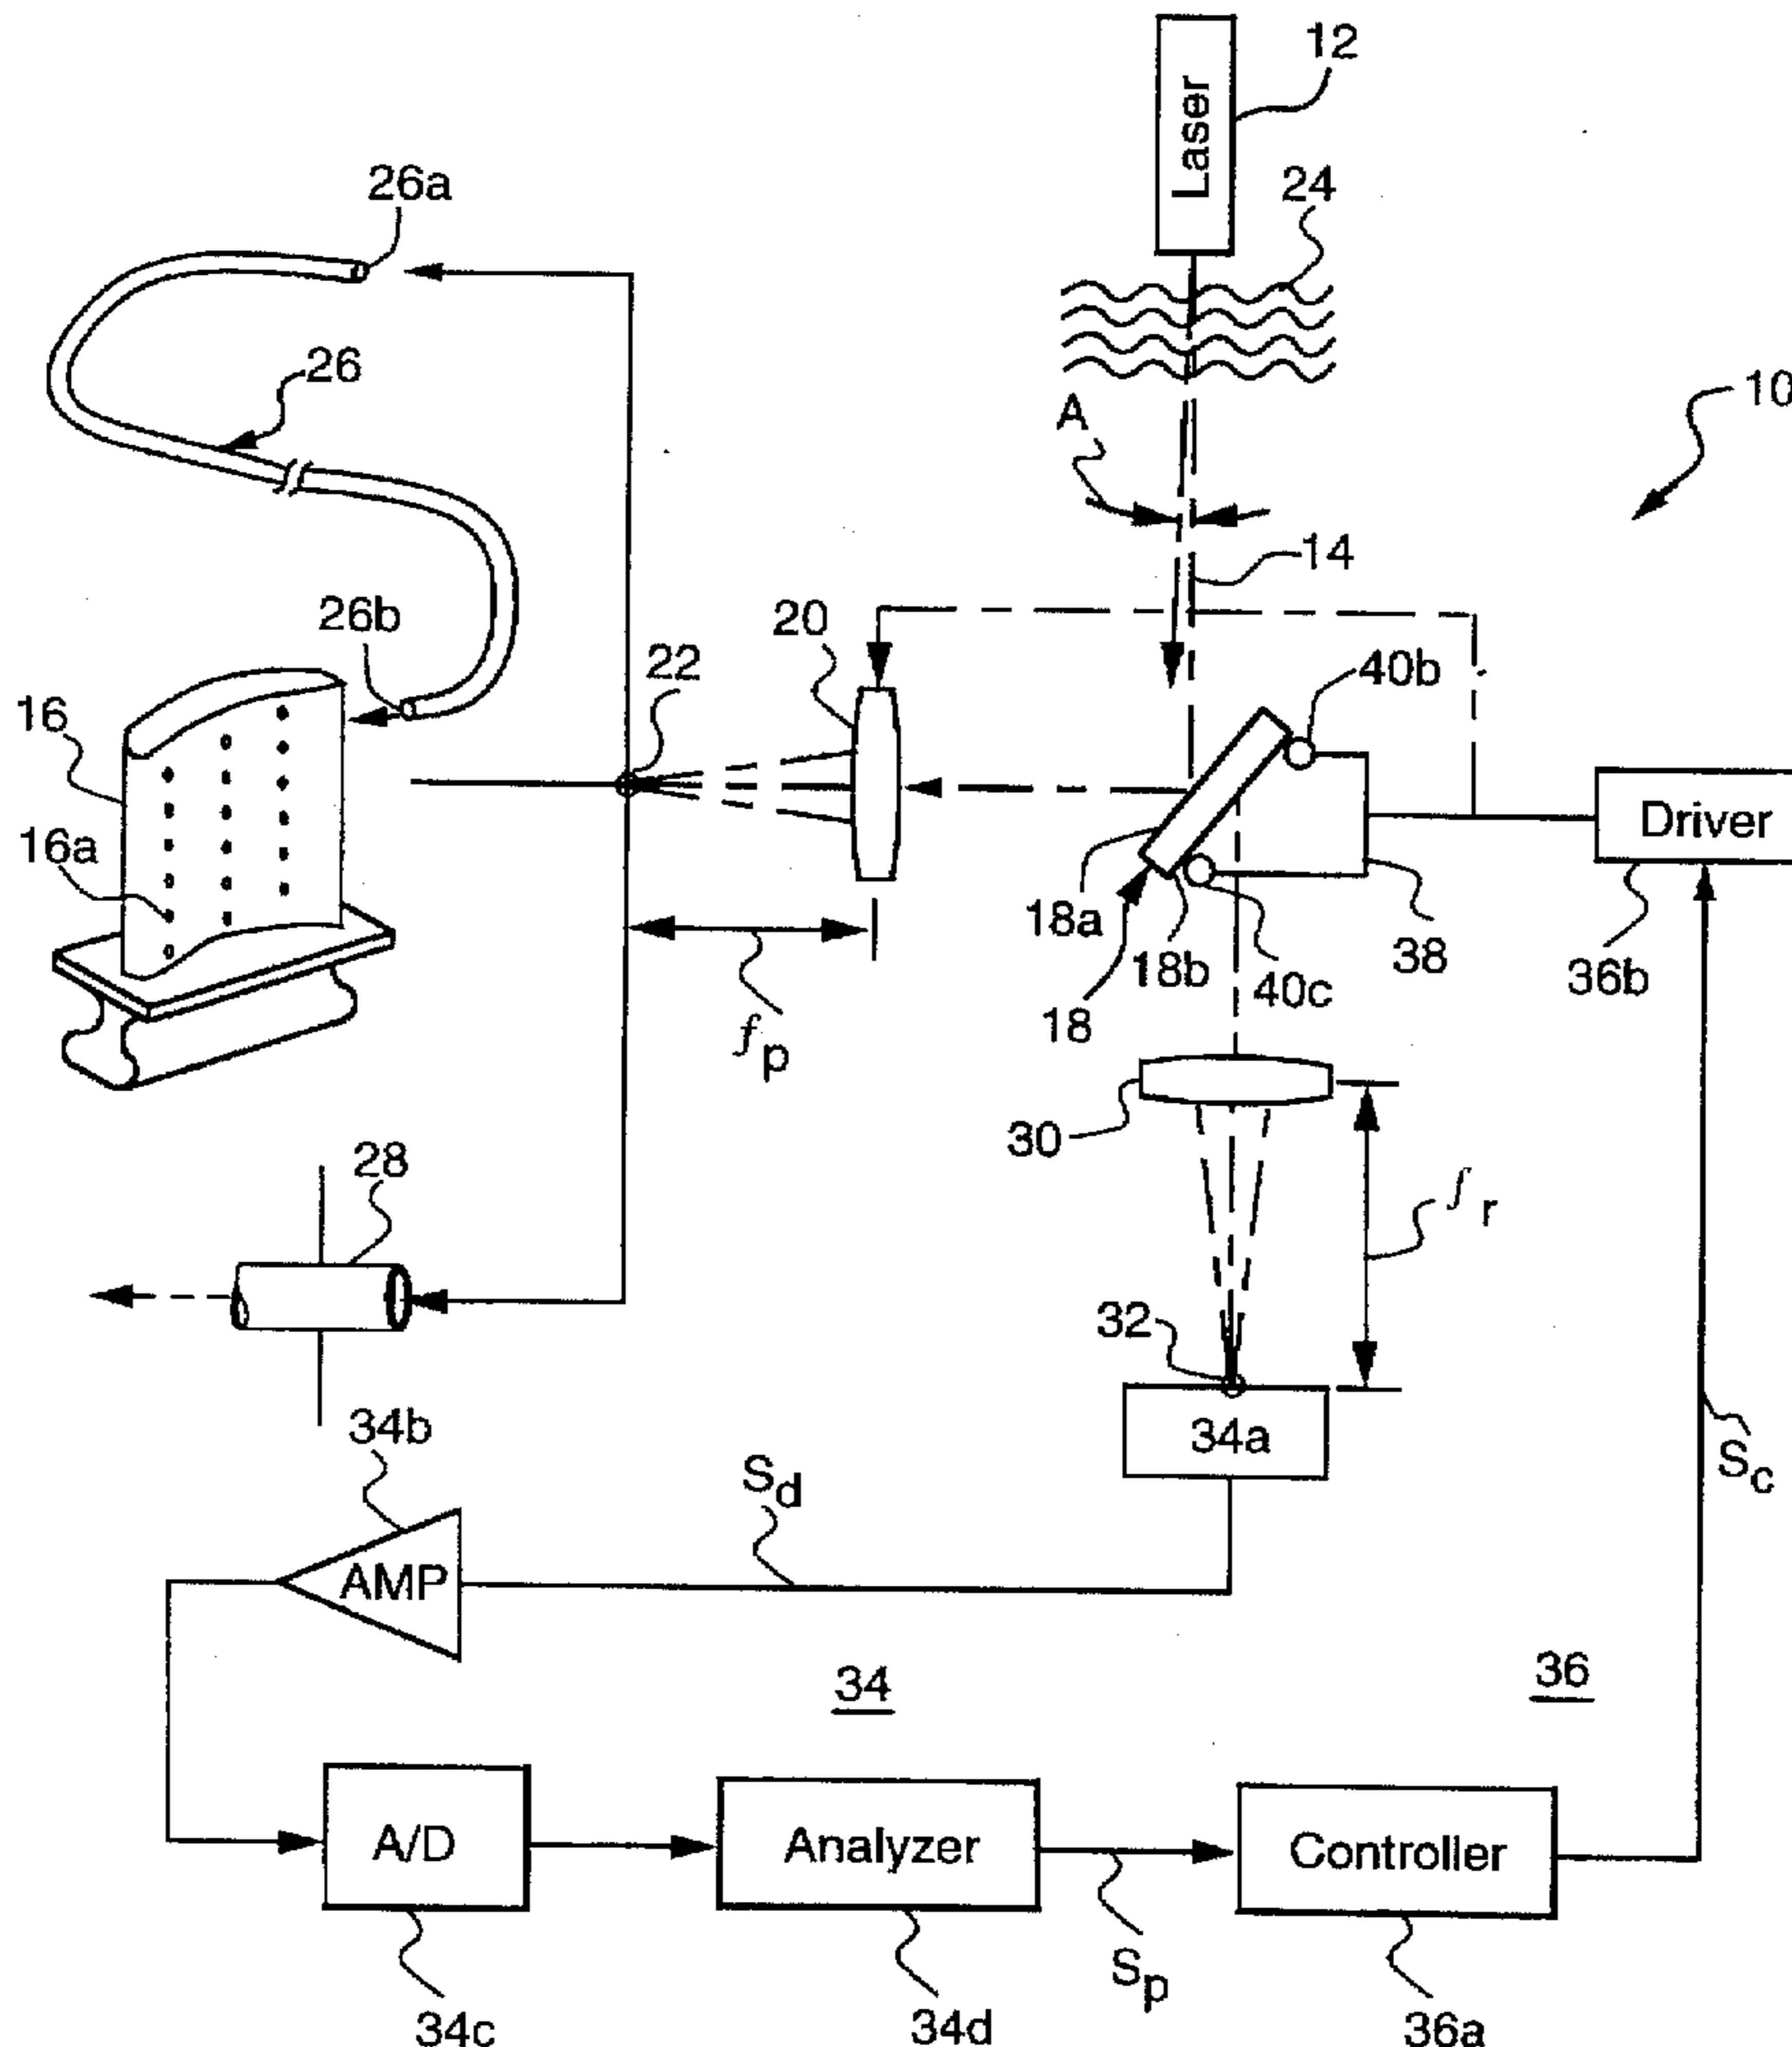 12
Laser
24
26a
26
A
10
14
26b
20
22
40b
16
Driver
16a
18a
18b
38
36b
18
40c
fp
30
28
fr
32
34b
34a
Sd
Sc
AMP
34
36
A/D
Analyzer
Controller
Sp
34c
34d
36a